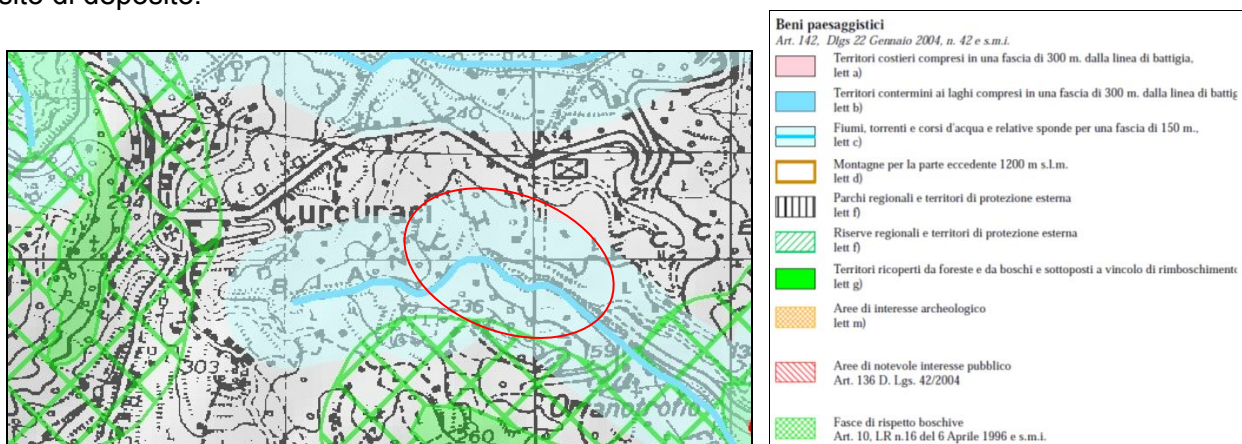 sito di deposito.
240
294
Curcuraci
236
303
260
Beni paesaggistici
Art. 142, Dlgs 22 Gennaio 2004, n. 42 e s.m.i.
Territori costieri compresi in una fascia di 300 m. dalla linea di battigia,
lett a)
Territori contermini ai laghi compresi in una fascia di 300 m. dalla linea di battig
lett b)
Fiumi, torrenti e corsi d'acqua e relative sponde per una fascia di 150 m.,
lett c)
Montagne per la parte eccedente 1200 m s.l.m.
lett d)
Parchi regionali e territori di protezione esterna
lett f)
Riserve regionali e territori di protezione esterna
lett f)
Territori ricoperti da foreste e da boschi e sottoposti a vincolo di rimboschimento
lett g)
Aree di interesse archeologico
lett m)
Aree di notevole interesse pubblico
Art. 136 D. Lgs. 42/2004
Fasce di rispetto boschive
Art. 10, LR n.16 del 6 Aprile 1996 e s.m.i.